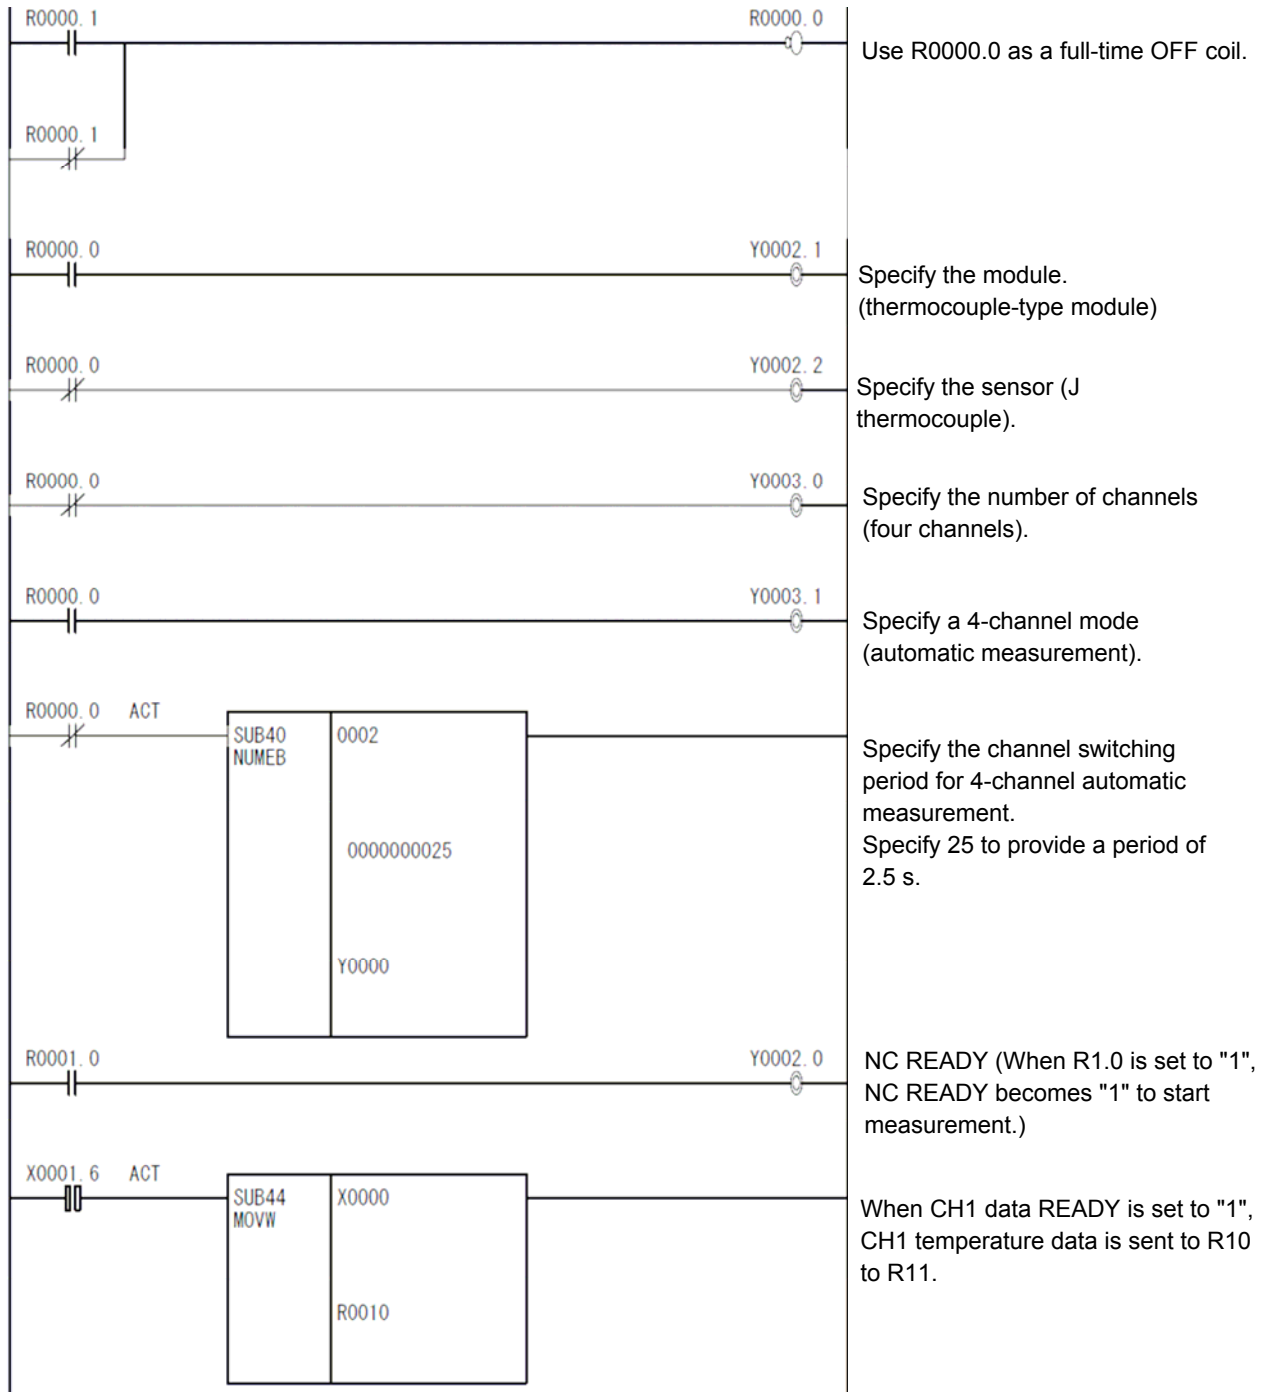 R0000. 1
R0000. 0
Use R0000.0 as a full-time OFF coil.
R0000. 1
R0000. 0
Y0002. 1
Specify the module.
(thermocouple-type module)
R0000. 0
Y0002. 2
Specify the sensor (J
thermocouple).
R0000. 0
Y0003. 0
Specify the number of channels
(four channels).
R0000. 0
Y0003. 1
Specify a 4-channel mode
(automatic measurement).
R0000. 0 ACT
SUB40
NUMEB
0002
0000000025
Y0000
Specify the channel switching
period for 4-channel automatic
measurement.
Specify 25 to provide a period of
2.5 s.
R0001. 0
Y0002. 0
NC READY (When R1.0 is set to "1",
NC READY becomes "1" to start
measurement.)
X0001. 6 ACT
SUB44
MOVW
X0000
R0010
When CH1 data READY is set to "1",
CH1 temperature data is sent to R10
to R11.